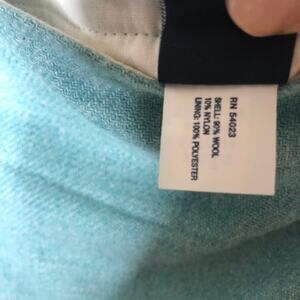 RN 54023
SHELL: 90% WOOL
10% NYLON
LINING: 100% POLYESTER